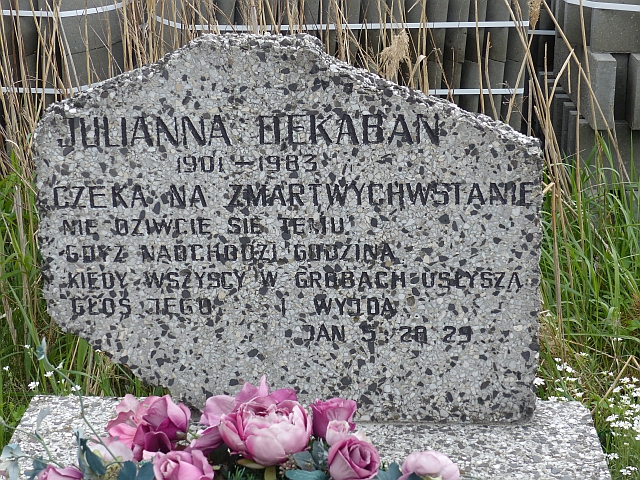 JULIANNA DEKABAN
1901-1983
CZEKA NA ZMARTWYCHWSTANIE
NIE DZIWCIE SIĘ TEMU
GDYŻ NADCHODZI GODZINA
KIEDY WSZYSCY W GROBACH USŁYSZĄ
GŁOS JEGO I WYJDĄ
JAN 5 28 29